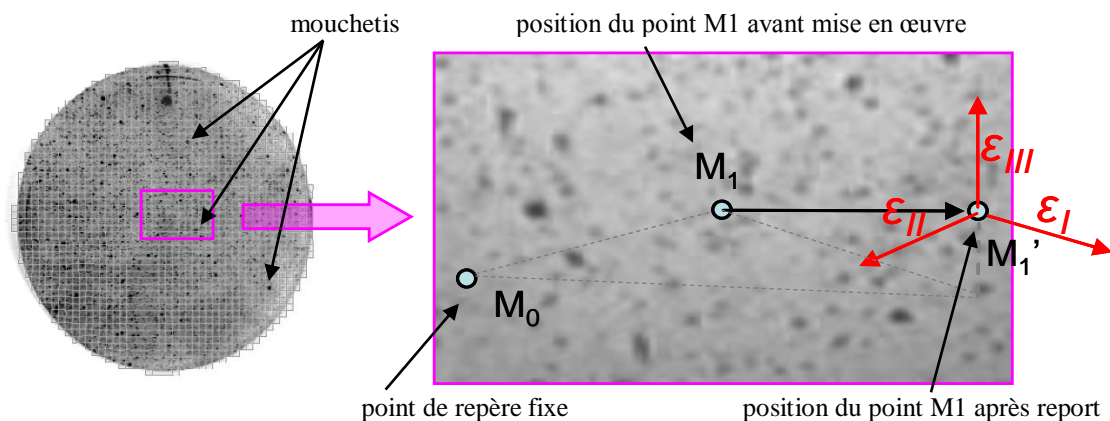 mouchetis
position du point M1 avant mise en œuvre
M1
εIII
εII
εI
M1’
M0
point de repère fixe
position du point M1 après report